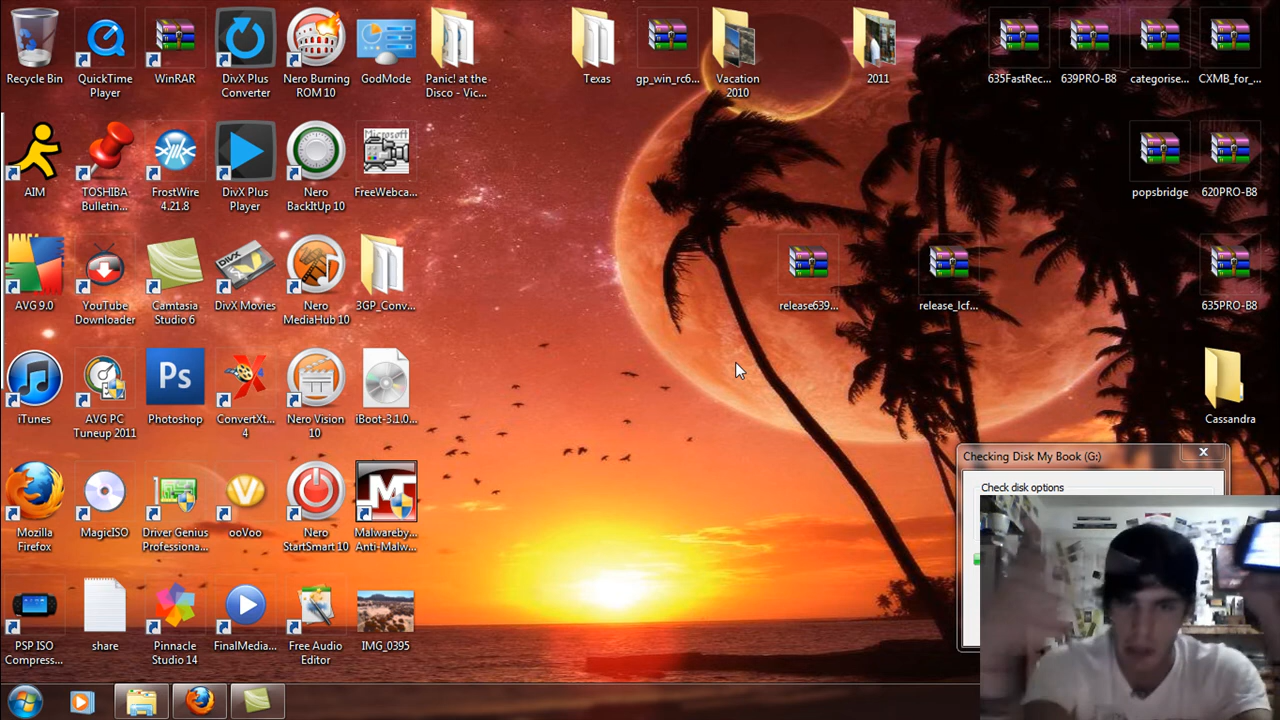 Recycle Bin
QuickTime
Player
WinRAR
DivX Plus
Converter
Nero Burning
ROM 10
GodMode
Panic! at the
Disco - Vic...
Texas
gp_win_rc6...
Vacation
2010
2011
635FastRec...
639PRO-B8
categorise...
CXMB_for_...
AIM
TOSHIBA
Bulletin...
FrostWire
4.21.8
DivX Plus
Player
Nero
BackItUp 10
Microsoft
FreeWebca...
popsbridge
620PRO-B8
AVG 9.0
YouTube
Downloader
Camtasia
Studio 6
DivX
DivX Movies
Nero
MediaHub 10
3GP_Conv...
release639...
release_lcf...
635PRO-B8
iTunes
AVG PC
Tuneup 2011
Ps
Photoshop
ConvertXt...
4
Nero Vision
10
iBoot-3.1.0...
Cassandra
Mozilla
Firefox
MagicISO
Driver Genius
Professiona...
ooVoo
Nero
StartSmart 10
Malwareby...
Anti-Malw...
Checking Disk My Book (G:)
Check disk options
PSP ISO
Compress...
share
Pinnacle
Studio 14
FinalMedia...
Free Audio
Editor
IMG_0395